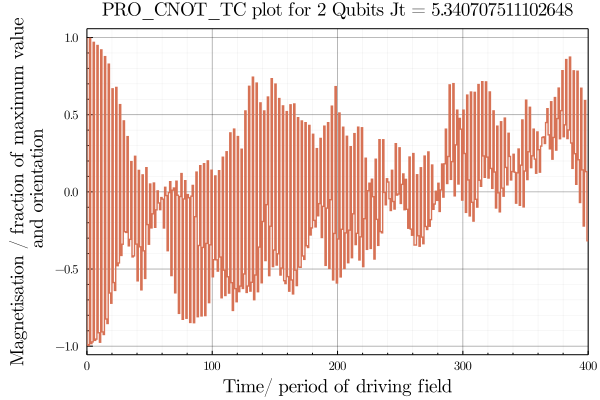 PRO_CNOT_TC plot for 2 Qubits Jt = 5.340707511102648
Magnetisation / fraction of maximum value
and orientation
1.0
0.5
0.0
−0.5
−1.0
0 100 200 300 400
Time/ period of driving field